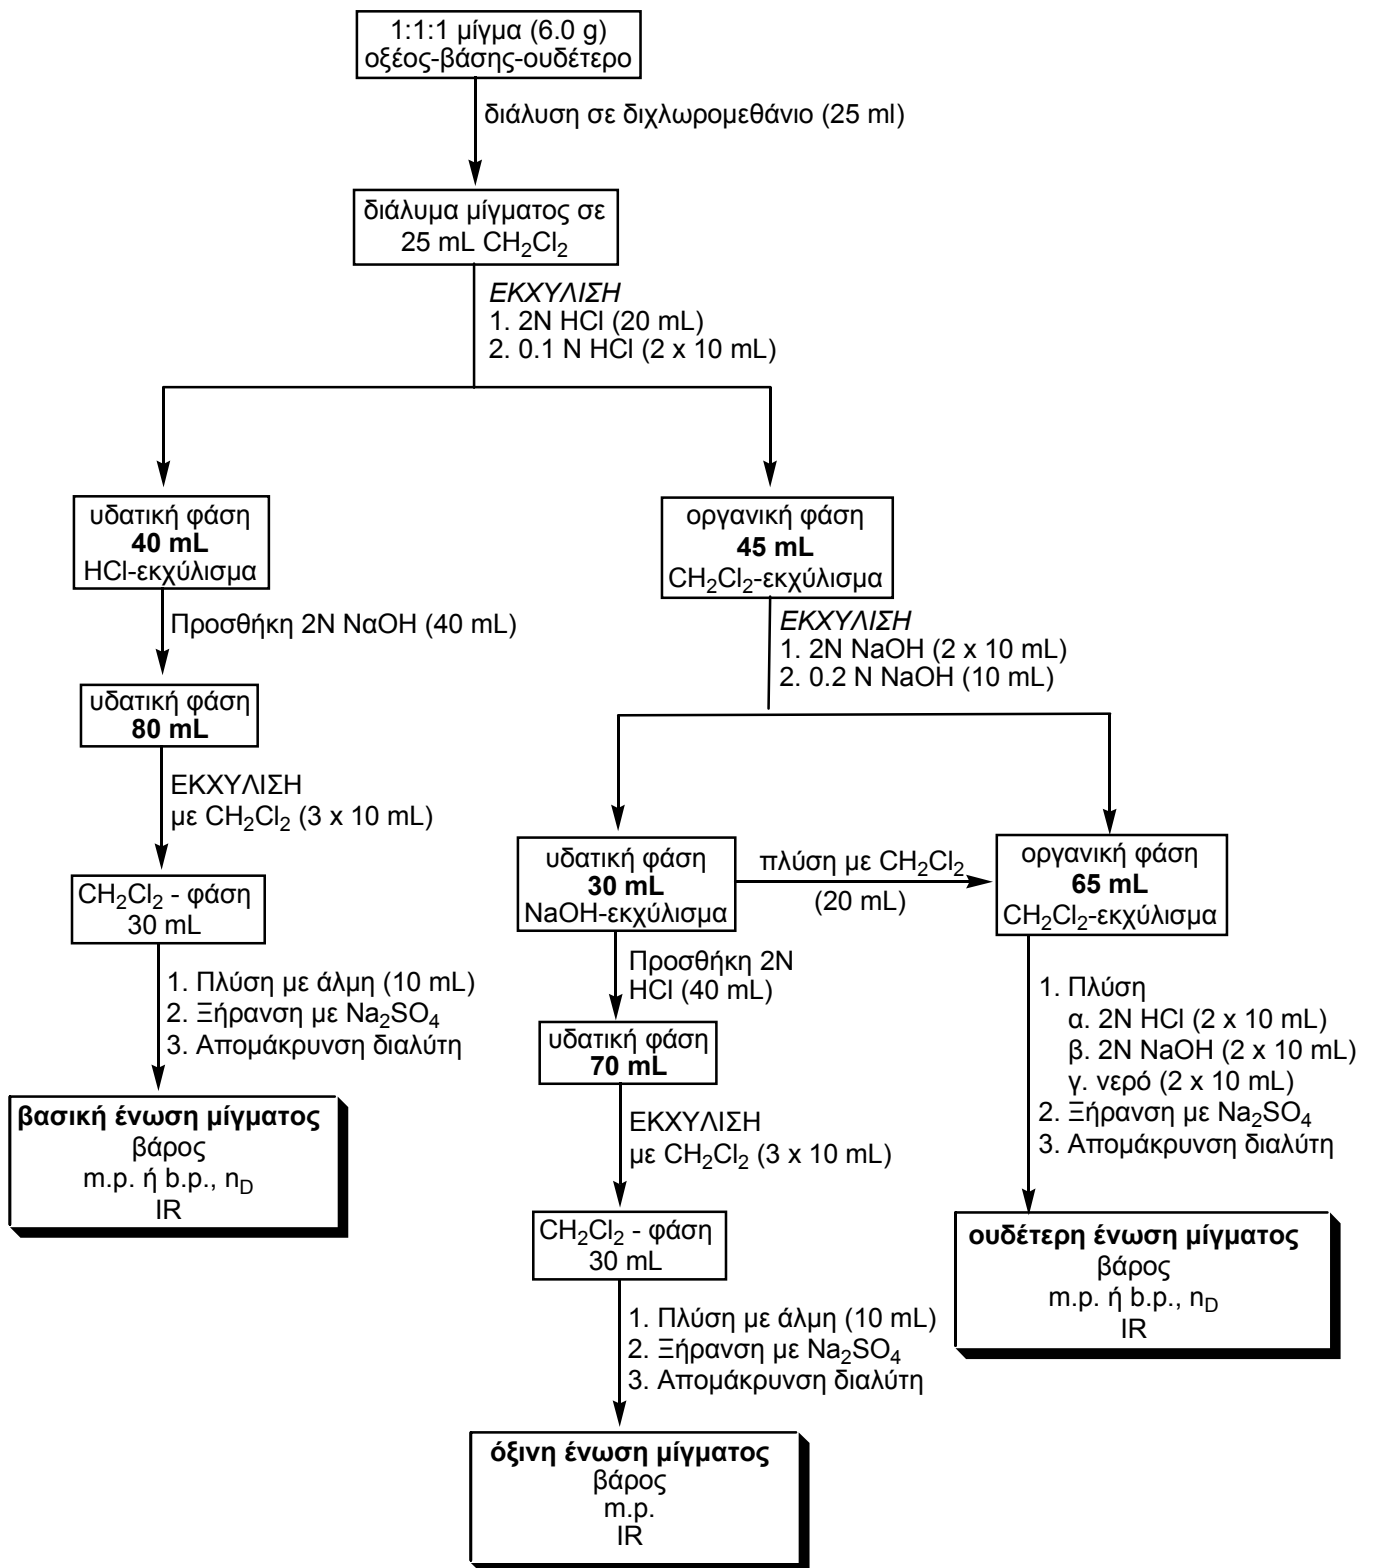 1:1:1 μίγμα (6.0 g)
οξέος-βάσης-ουδέτερο
διάλυση σε διχλωρομεθάνιο (25 ml)
διάλυμα μίγματος σε
25 mL CH₂Cl₂
ΕΚΧΥΛΙΣΗ
1. 2N HCl (20 mL)
2. 0.1 N HCl (2 x 10 mL)
υδατική φάση
40 mL
HCl-εκχύλισμα
οργανική φάση
45 mL
CH₂Cl₂-εκχύλισμα
Προσθήκη 2N NαOH (40 mL)
ΕΚΧΥΛΙΣΗ
1. 2N NaOH (2 x 10 mL)
2. 0.2 N NaOH (10 mL)
υδατική φάση
80 mL
ΕΚΧΥΛΙΣΗ
με CH₂Cl₂ (3 x 10 mL)
υδατική φάση
30 mL
NaOH-εκχύλισμα
πλύση με CH₂Cl₂
(20 mL)
οργανική φάση
65 mL
CH₂Cl₂-εκχύλισμα
CH₂Cl₂ - φάση
30 mL
1. Πλύση με άλμη (10 mL)
2. Ξήρανση με Na₂SO₄
3. Απομάκρυνση διαλύτη
Προσθήκη 2N
HCl (40 mL)
1. Πλύση
α. 2N HCl (2 x 10 mL)
β. 2N NaOH (2 x 10 mL)
γ. νερό (2 x 10 mL)
2. Ξήρανση με Na₂SO₄
3. Απομάκρυνση διαλύτη
υδατική φάση
70 mL
βασική ένωση μίγματος
βάρος
m.p. ή b.p., n_D
IR
ΕΚΧΥΛΙΣΗ
με CH₂Cl₂ (3 x 10 mL)
CH₂Cl₂ - φάση
30 mL
ουδέτερη ένωση μίγματος
βάρος
m.p. ή b.p., n_D
IR
1. Πλύση με άλμη (10 mL)
2. Ξήρανση με Na₂SO₄
3. Απομάκρυνση διαλύτη
όξινη ένωση μίγματος
βάρος
m.p.
IR